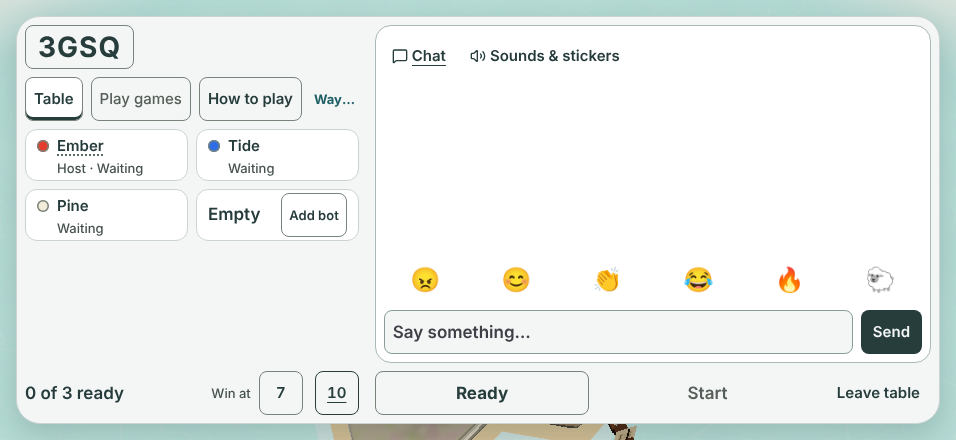 3GSQ
Table
Play games
How to play
Way...
Ember
Host · Waiting
Tide
Waiting
Pine
Waiting
Empty
Add bot
Chat
Sounds & stickers
Say something...
Send
0 of 3 ready
Win at
7
10
Ready
Start
Leave table